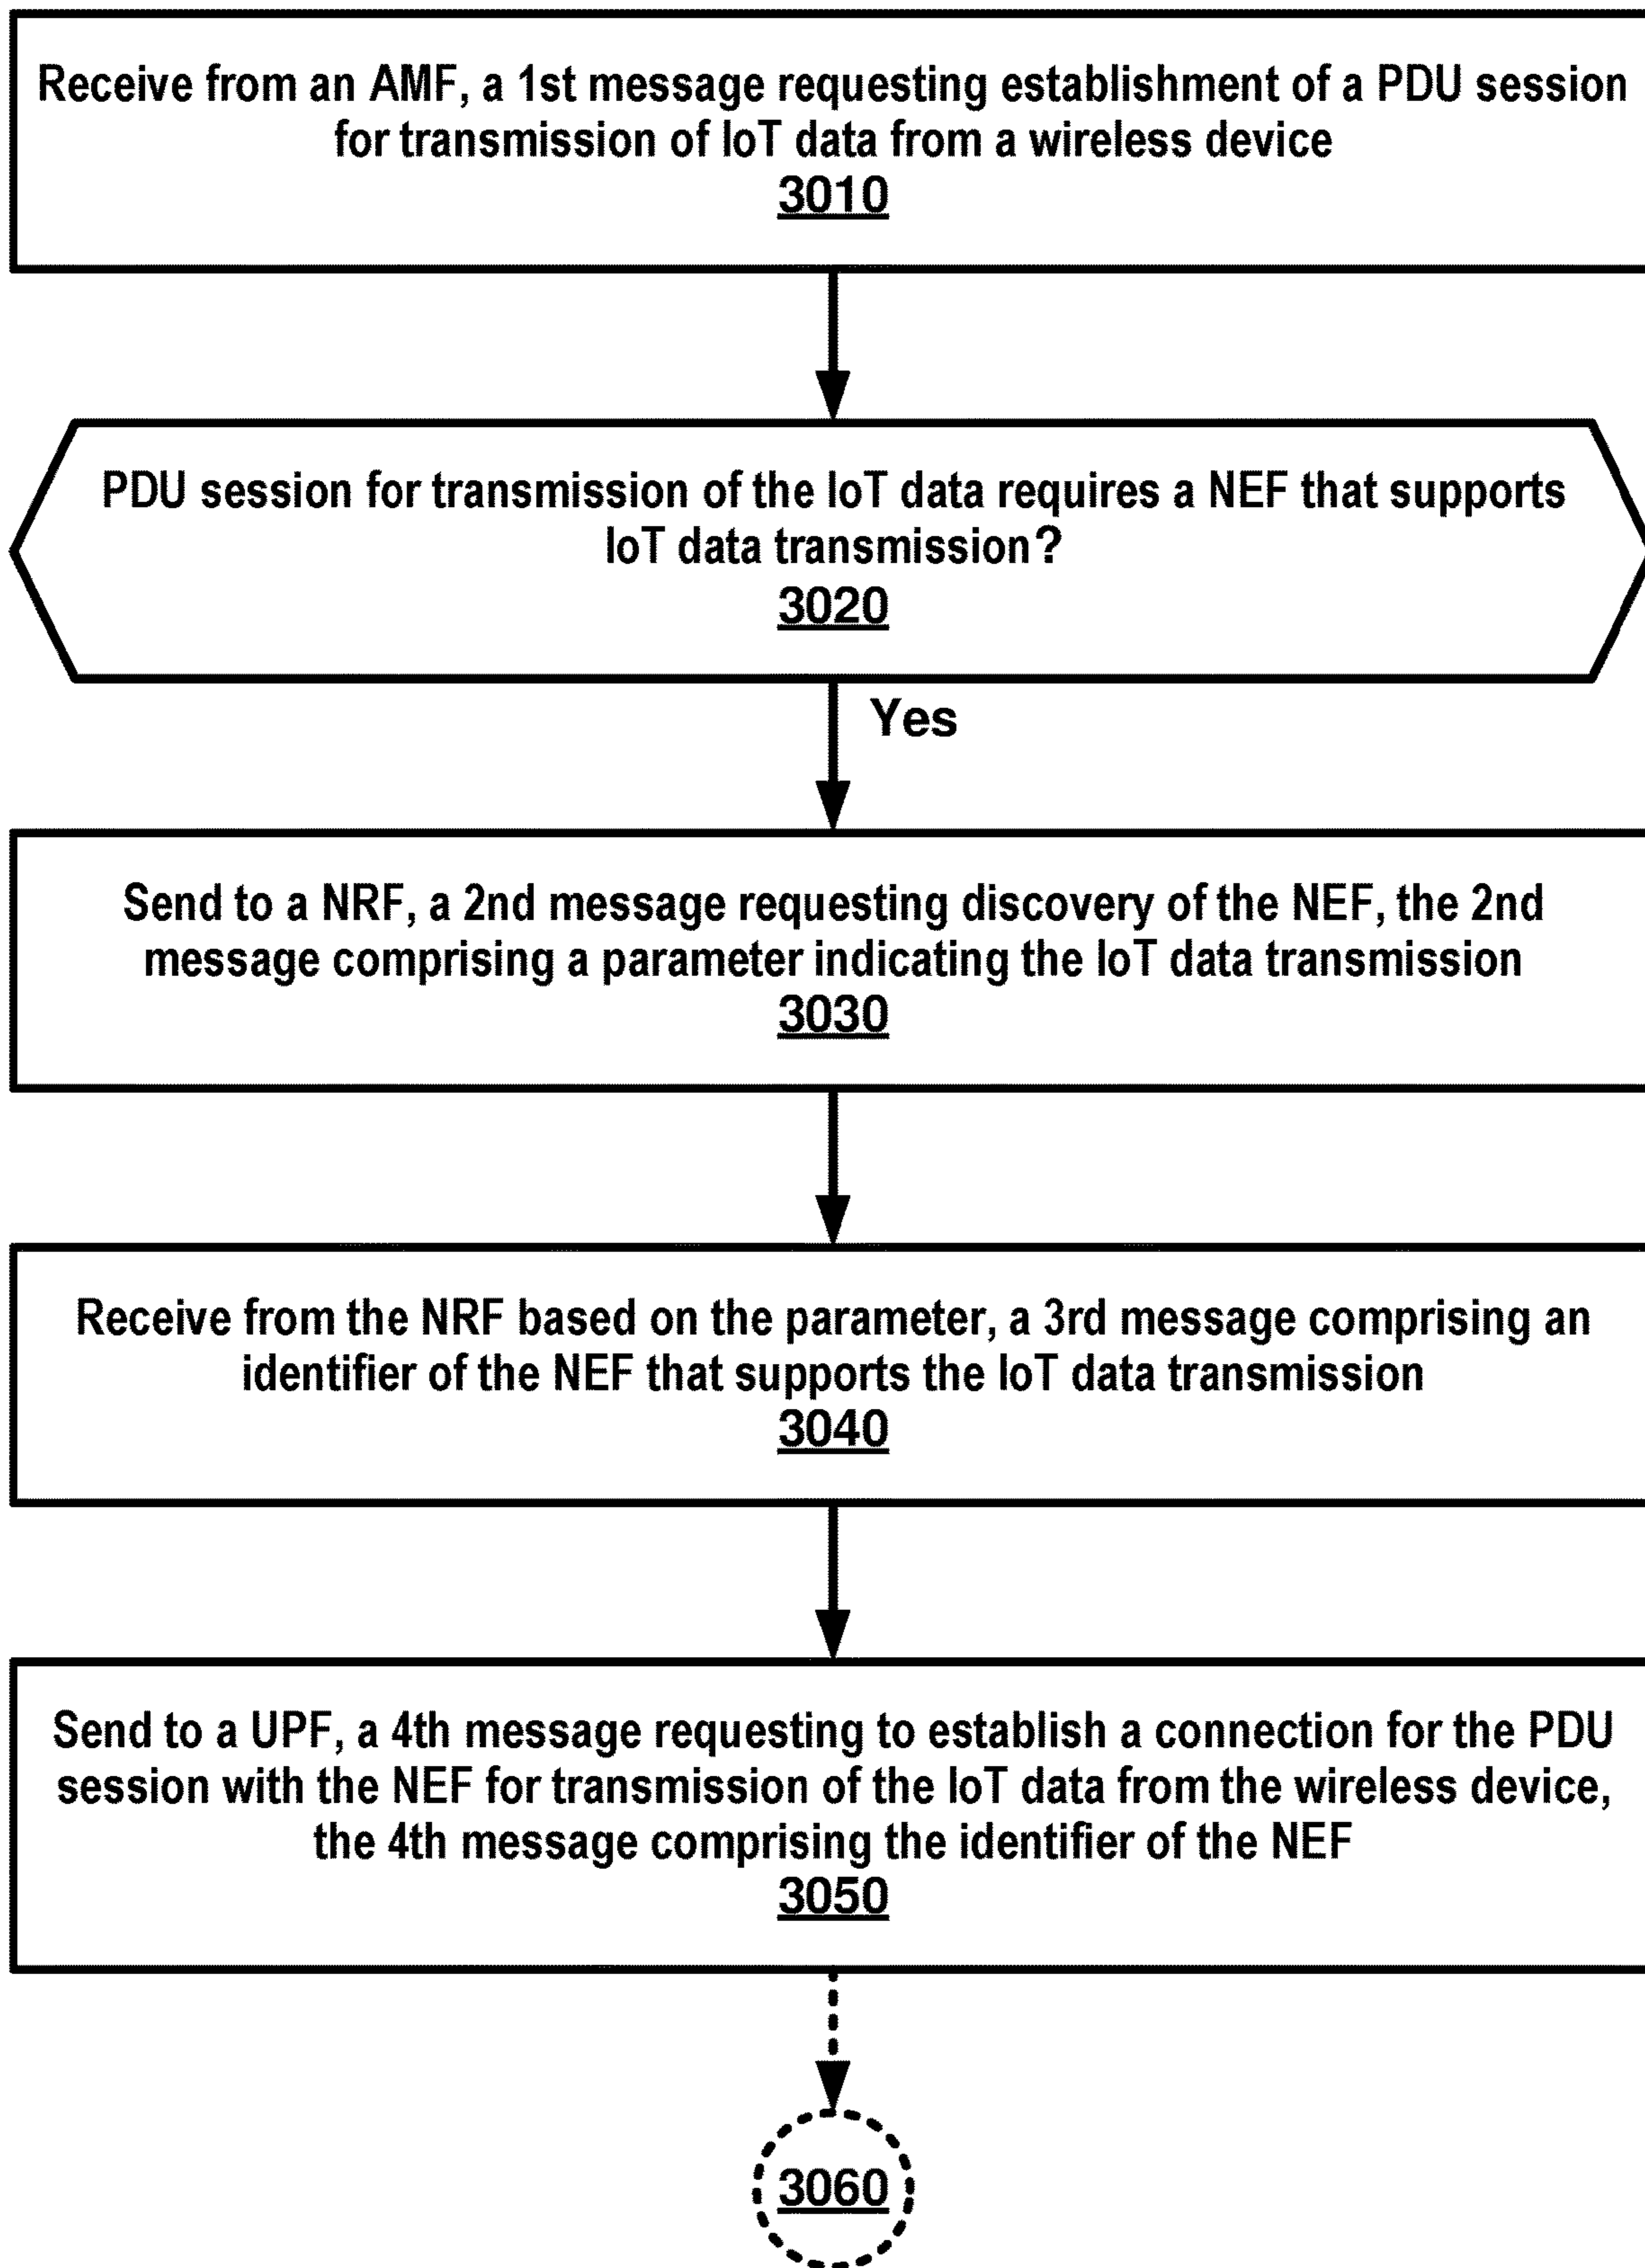 Receive from an AMF, a 1st message requesting establishment of a PDU session
for transmission of IoT data from a wireless device
3010
PDU session for transmission of the IoT data requires a NEF that supports
IoT data transmission?
3020
Yes
Send to a NRF, a 2nd message requesting discovery of the NEF, the 2nd
message comprising a parameter indicating the IoT data transmission
3030
Receive from the NRF based on the parameter, a 3rd message comprising an
identifier of the NEF that supports the IoT data transmission
3040
Send to a UPF, a 4th message requesting to establish a connection for the PDU
session with the NEF for transmission of the IoT data from the wireless device,
the 4th message comprising the identifier of the NEF
3050
3060